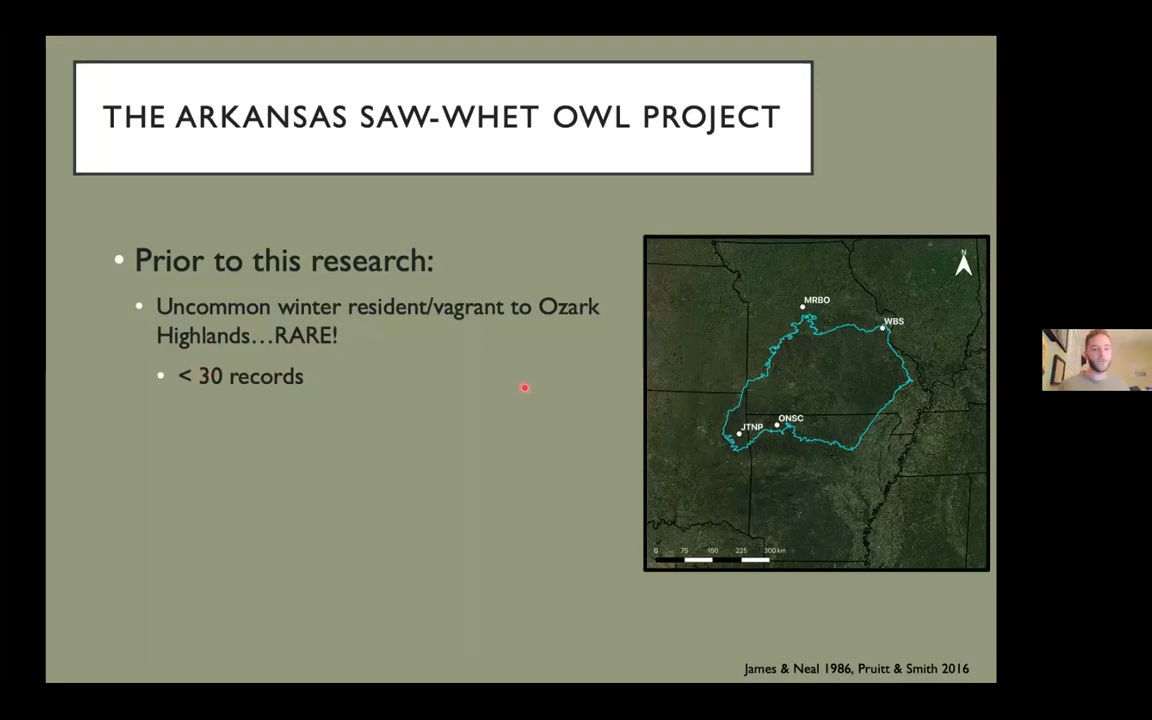 THE ARKANSAS SAW-WHET OWL PROJECT
• Prior to this research:
• Uncommon winter resident/vagrant to Ozark
Highlands...RARE!
• < 30 records
N
MRBO
WBS
ONSC
JTNP
0 75 150 225 300 km
James & Neal 1986, Pruitt & Smith 2016